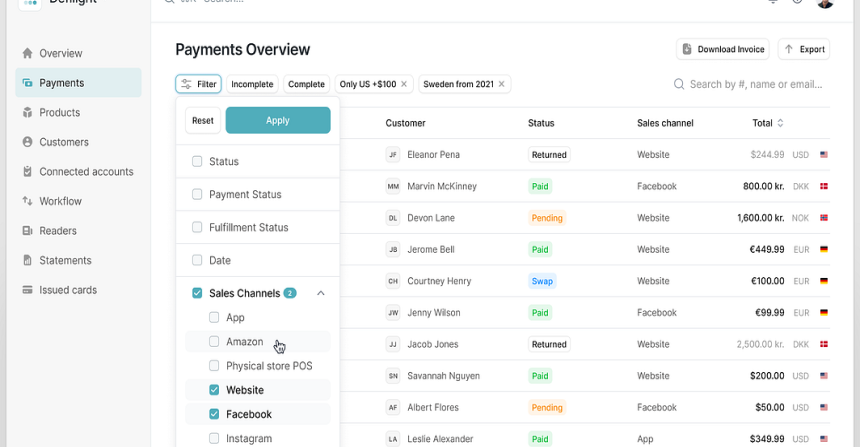 Payments Overview
Download Invoice
Export
Filter
Incomplete
Complete
Only US +$100 ×
Sweden from 2021 ×
Search by #, name or email...
Overview
Payments
Products
Customers
Connected accounts
Workflow
Readers
Statements
Issued cards
Reset
Apply
Status
Payment Status
Fulfillment Status
Date
Sales Channels 2
App
Amazon
Physical store POS
Website
Facebook
Instagram
Customer Status Sales channel Total
JF Eleanor Pena Returned Website $244.99 USD
MM Marvin McKinney Paid Facebook 800.00 kr. DKK
DL Devon Lane Pending Website 1,600.00 kr. NOK
JB Jerome Bell Paid Website €449.99 EUR
CH Courtney Henry Swap Website €100.00 EUR
JW Jenny Wilson Paid Facebook €99.99 EUR
JJ Jacob Jones Returned Website 2,500.00 kr. DKK
SN Savannah Nguyen Paid Website $200.00 USD
AF Albert Flores Pending Facebook $50.00 USD
LA Leslie Alexander Paid App $349.99 USD